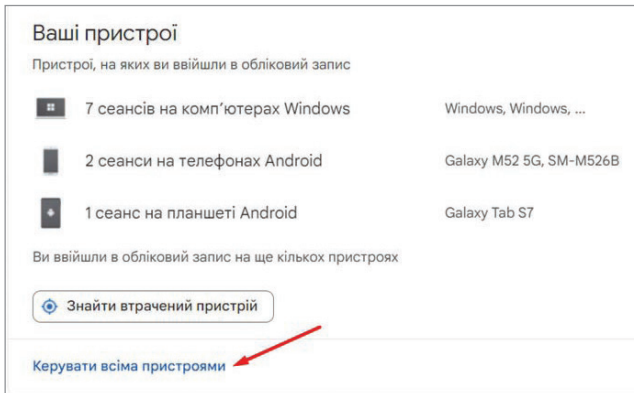 Ваші пристрої
Пристрої, на яких ви ввійшли в обліковий запис
7 сеансів на комп’ютерах Windows Windows, Windows, ...
2 сеанси на телефонах Android Galaxy M52 5G, SM-M526B
1 сеанс на планшеті Android Galaxy Tab S7
Ви ввійшли в обліковий запис на ще кількох пристроях
Знайти втрачений пристрій
Керувати всіма пристроями